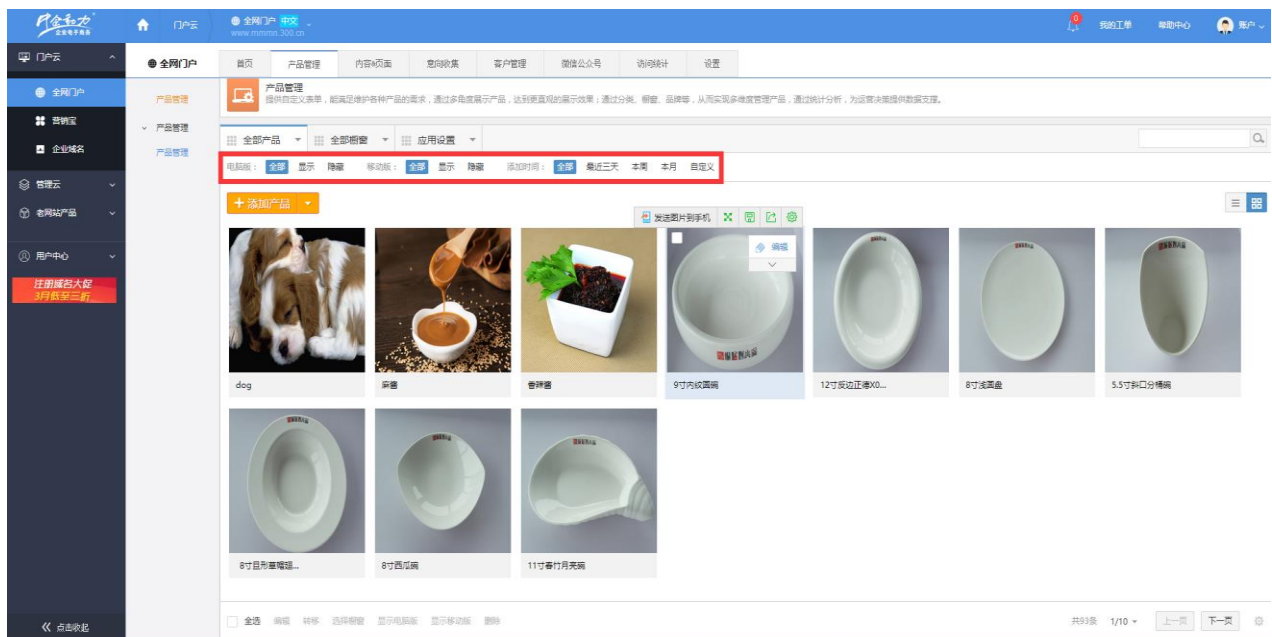 金动力
企业电子商务
门户云
全网门户 中文
www.mmmn.300.cn
9
我的工单
帮助中心
账户
门户云
全网门户
营销宝
企业域名
管理云
老网站产品
用户中心
注册域名大促
3月低至三折
点击收起
全网门户
产品管理
产品管理
产品管理
首页 产品管理 内容&页面 意向收集 客户管理 微信公众号 访问统计 设置
产品管理
提供自定义表单，能满足维护各种产品的需求，通过多角度展示产品，达到更直观的展示效果；通过分类、橱窗、品牌等，从而实现多维度管理产品，通过统计分析，为运营决策提供数据支撑。
全部产品 全部橱窗 应用设置
电脑版： 全部 显示 隐藏 移动版： 全部 显示 隐藏 添加时间： 全部 最近三天 本周 本月 自定义
添加产品
发送图片到手机
编辑
dog
麻酱
香辣酱
9寸内纹圆碗
12寸反边正德X0...
8寸浅圆盘
5.5寸斜口分桶碗
8寸西瓜碗
11寸春竹月壳碗
全选 编辑 转移 选择橱窗 显示电脑版 显示移动版 删除
共93条 1/10 上一页 下一页